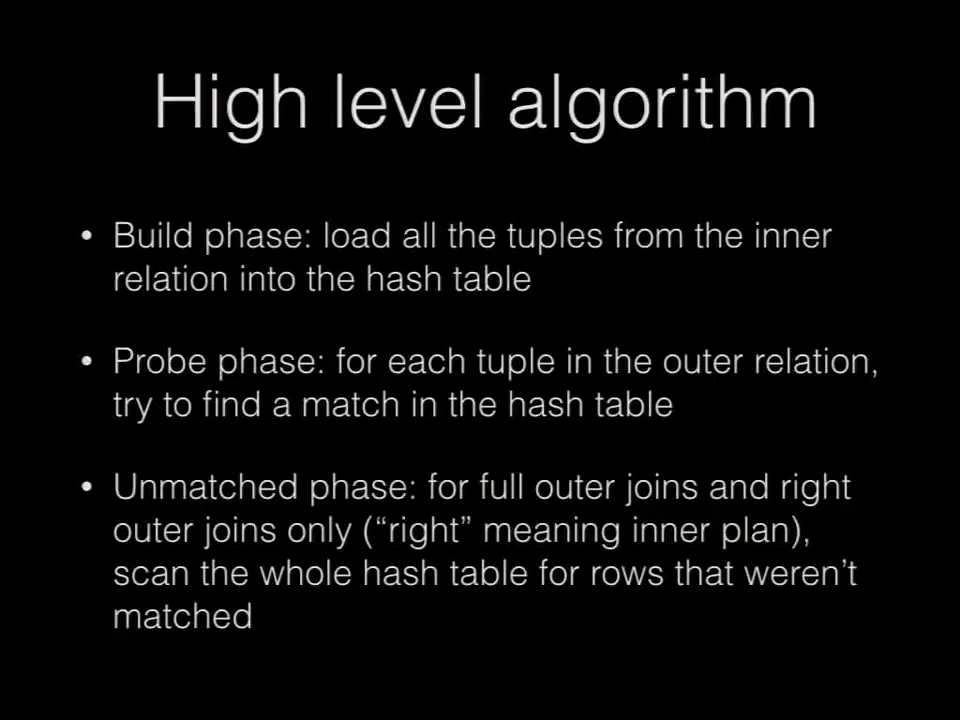 High level algorithm
• Build phase: load all the tuples from the inner
relation into the hash table
• Probe phase: for each tuple in the outer relation,
try to find a match in the hash table
• Unmatched phase: for full outer joins and right
outer joins only (“right” meaning inner plan),
scan the whole hash table for rows that weren’t
matched